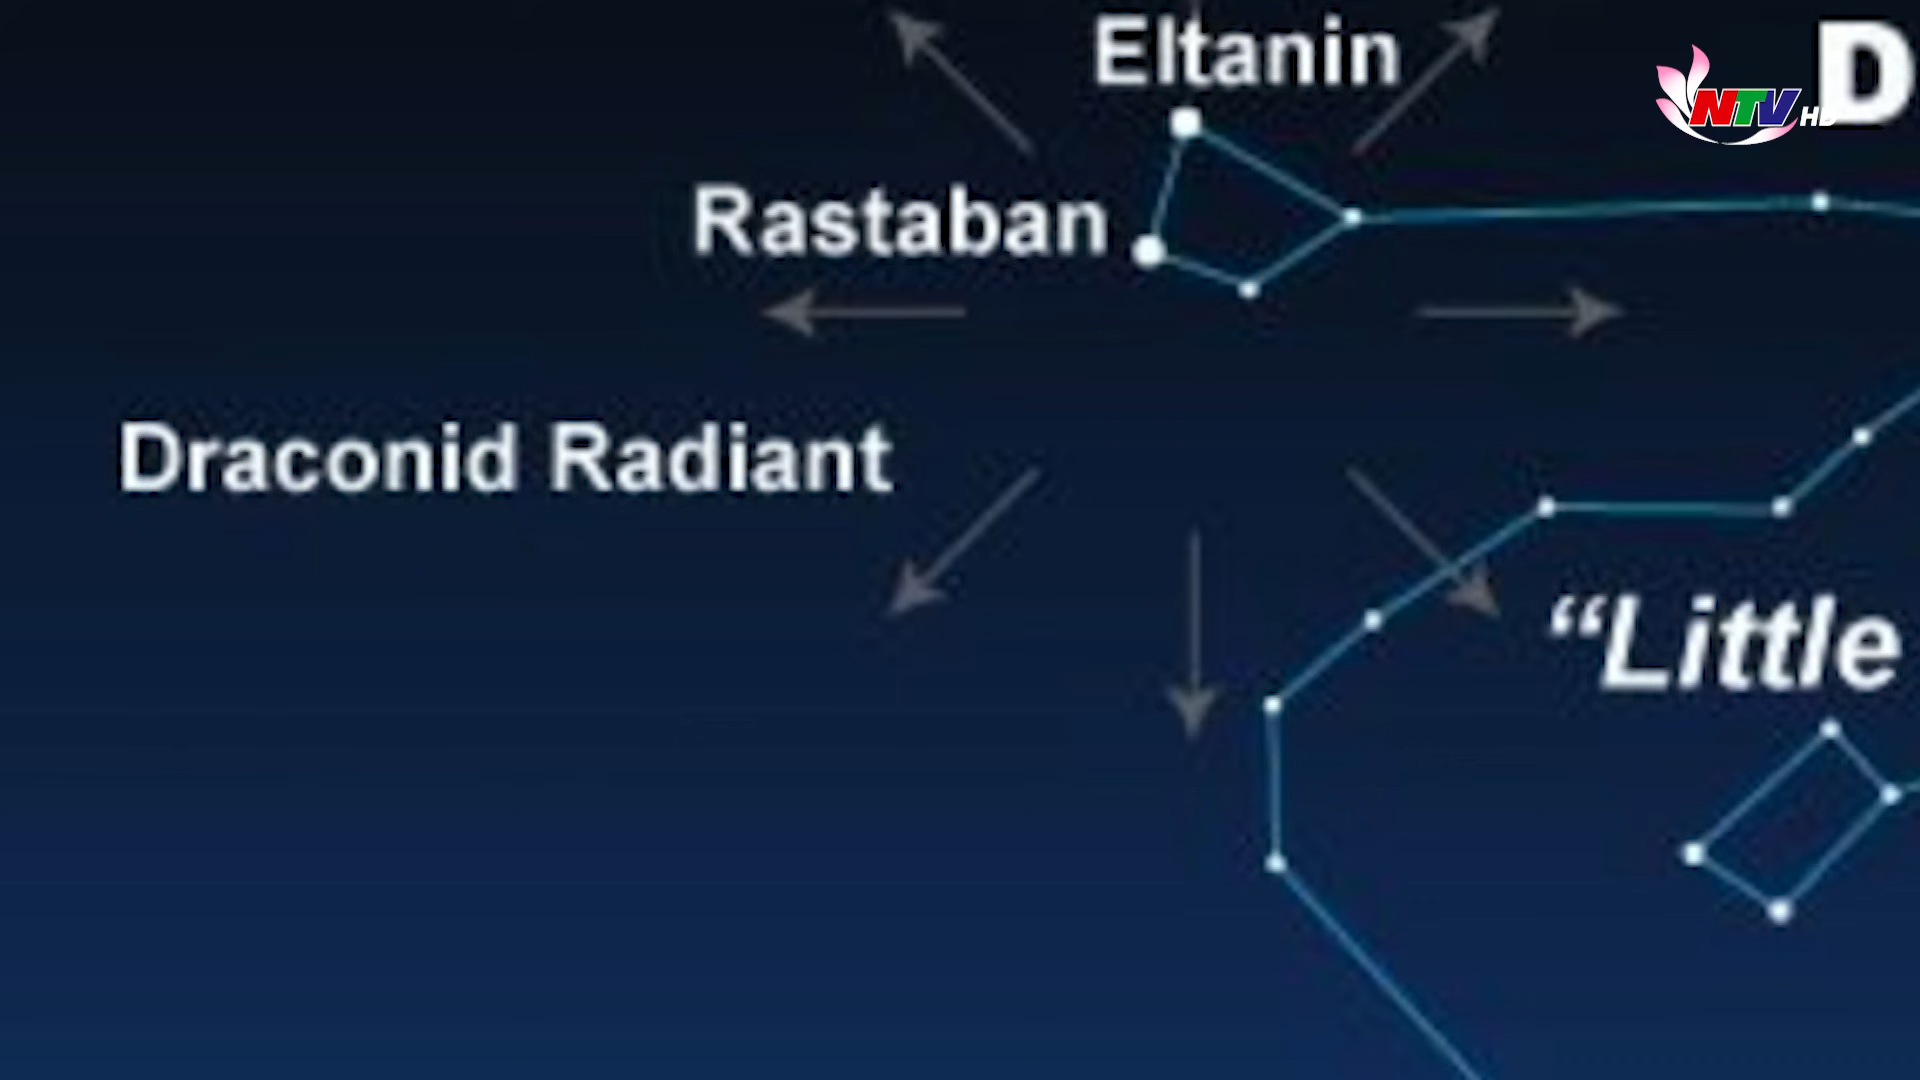 Eltanin
D
NTV HD
Rastaban
Draconid Radiant
“Little